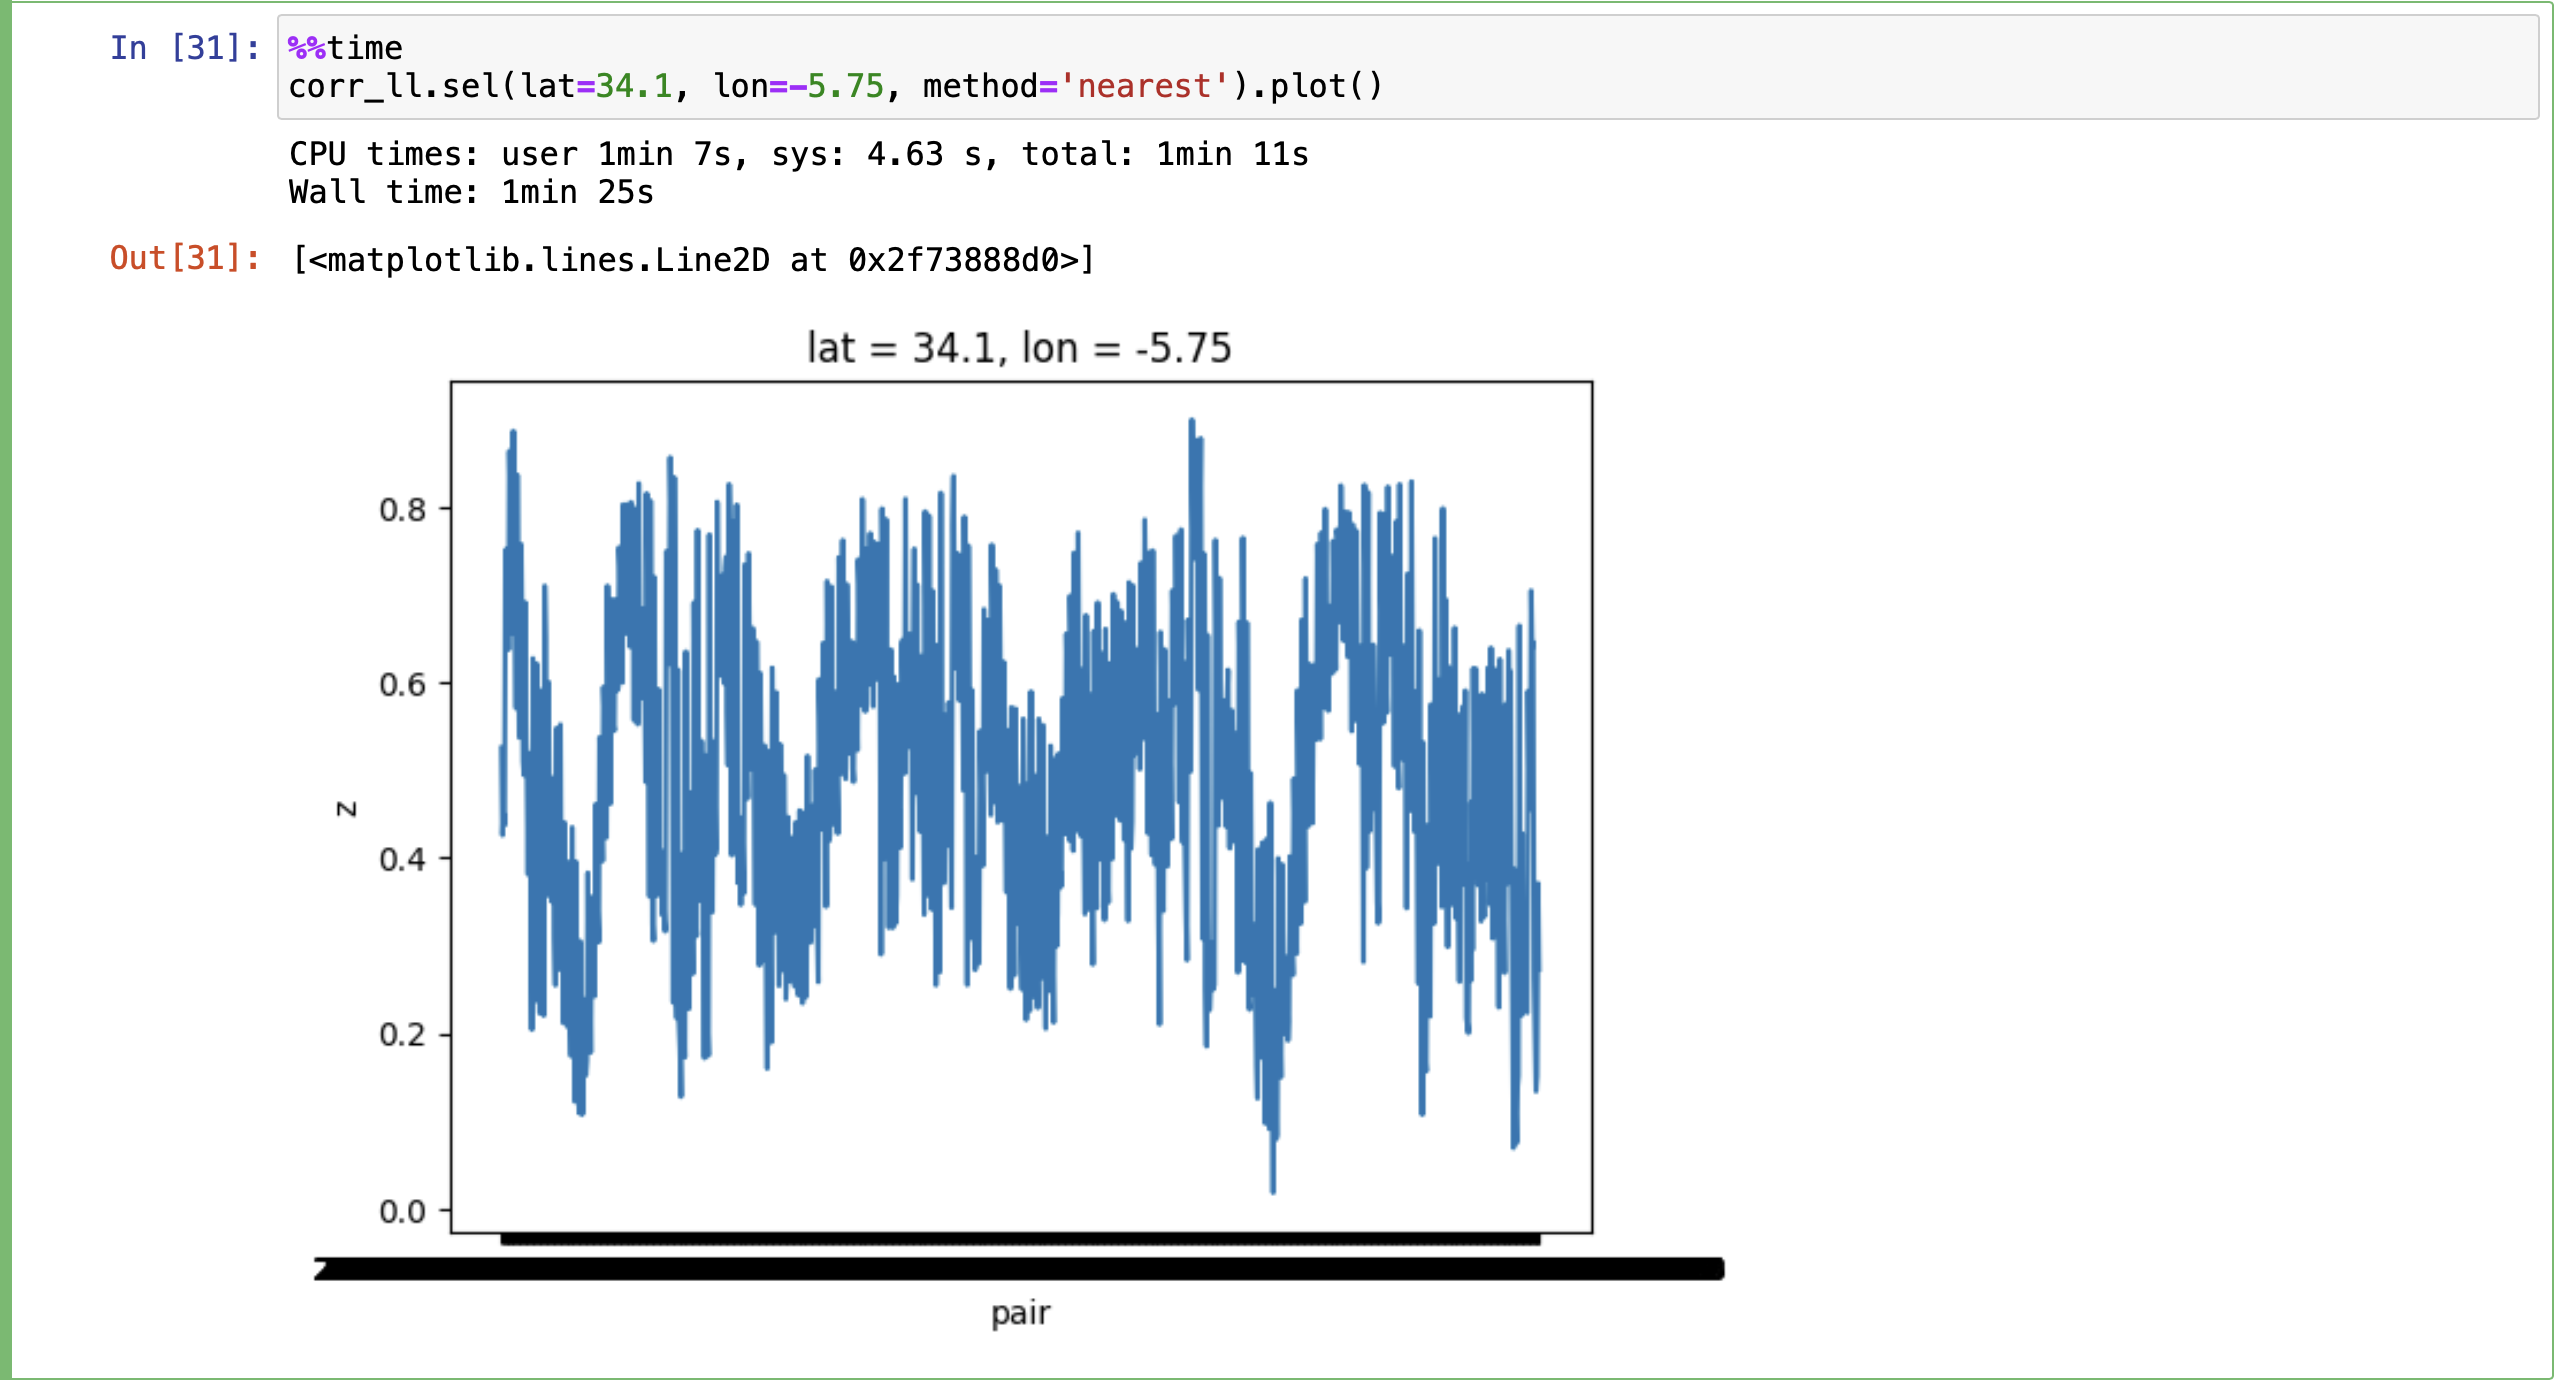 In [31]: %%time
corr_ll.sel(lat=34.1, lon=-5.75, method='nearest').plot()
CPU times: user 1min 7s, sys: 4.63 s, total: 1min 11s
Wall time: 1min 25s
Out[31]: [<matplotlib.lines.Line2D at 0x2f73888d0>]
lat = 34.1, lon = -5.75
0.8
0.6
z
0.4
0.2
0.0
pair